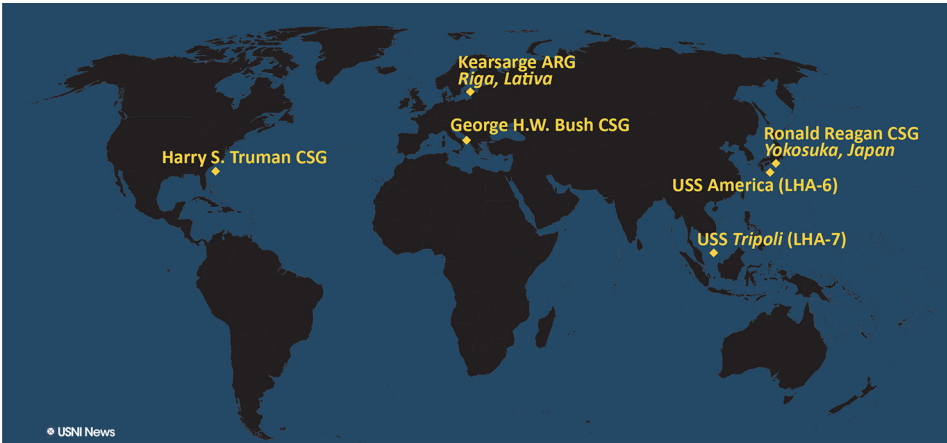 Kearsarge ARG
Riga, Lativa
George H.W. Bush CSG
Ronald Reagan CSG
Yokosuka, Japan
Harry S. Truman CSG
USS America (LHA-6)
USS Tripoli (LHA-7)
USNI News